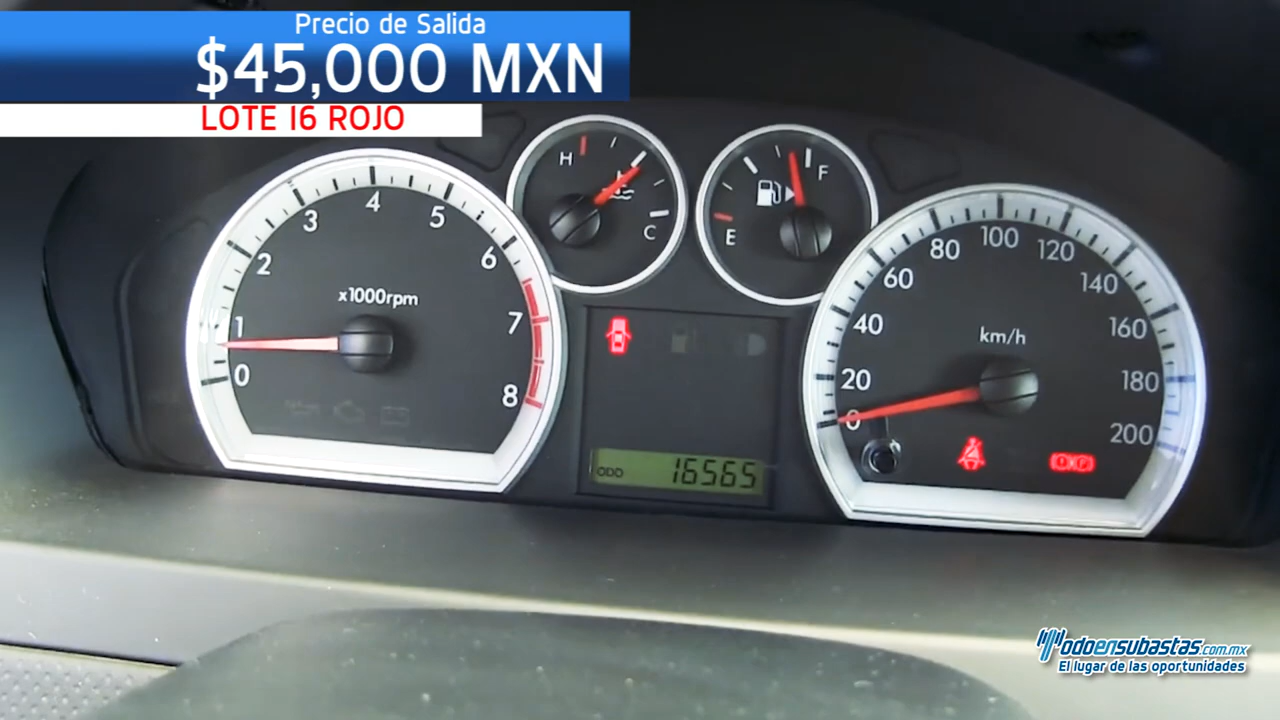 Precio de Salida
$45,000 MXN
LOTE 16 ROJO
H
C
E
F
0
1
2
3
4
5
6
7
8
x1000rpm
0
20
40
60
80
100
120
140
160
180
200
km/h
ODO 16565
Todoensubastas.com.mx
El lugar de las oportunidades